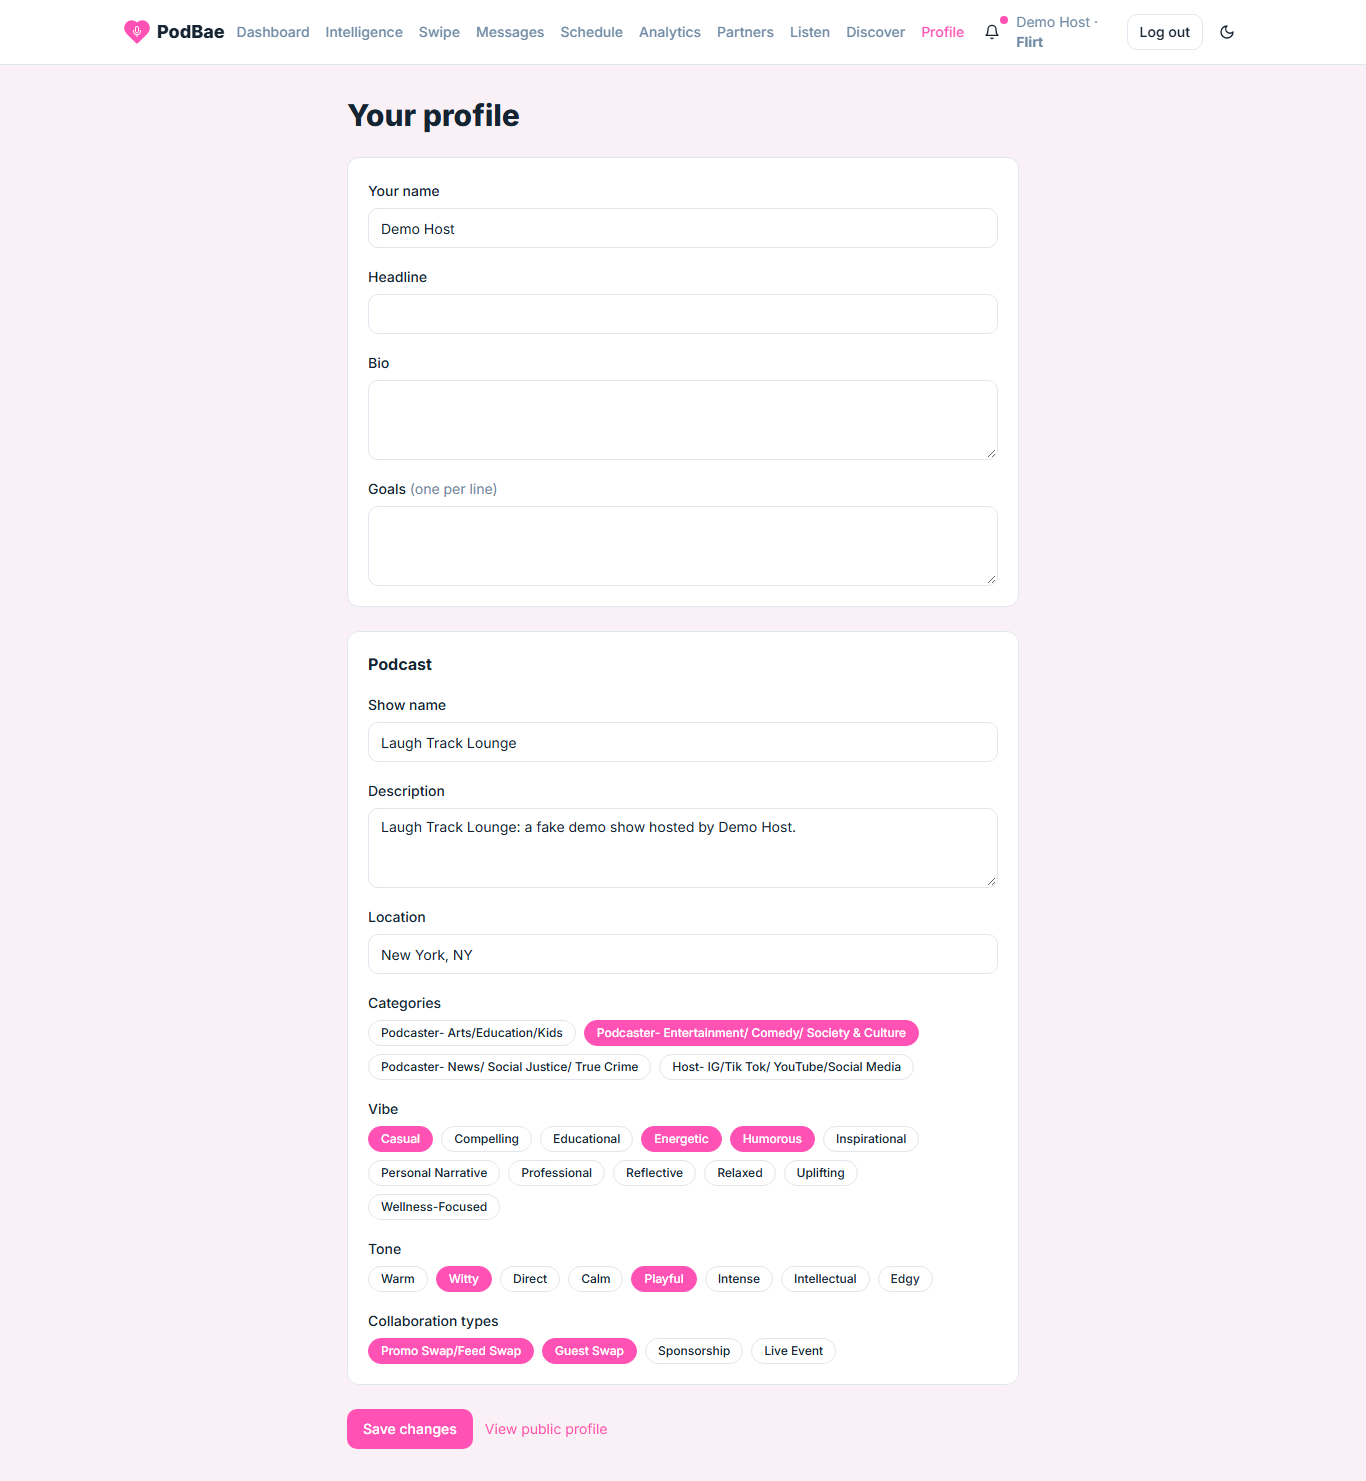 PodBae Dashboard Intelligence Swipe Messages Schedule Analytics Partners Listen Discover Profile Demo Host · Log out
Flirt
Your profile
Your name
Demo Host
Headline
Bio
Goals (one per line)
Podcast
Show name
Laugh Track Lounge
Description
Laugh Track Lounge: a fake demo show hosted by Demo Host.
Location
New York, NY
Categories
Podcaster- Arts/Education/Kids Podcaster- Entertainment/ Comedy/ Society & Culture
Podcaster- News/ Social Justice/ True Crime Host- IG/Tik Tok/ YouTube/Social Media
Vibe
Casual Compelling Educational Energetic Humorous Inspirational
Personal Narrative Professional Reflective Relaxed Uplifting
Wellness-Focused
Tone
Warm Witty Direct Calm Playful Intense Intellectual Edgy
Collaboration types
Promo Swap/Feed Swap Guest Swap Sponsorship Live Event
Save changes View public profile